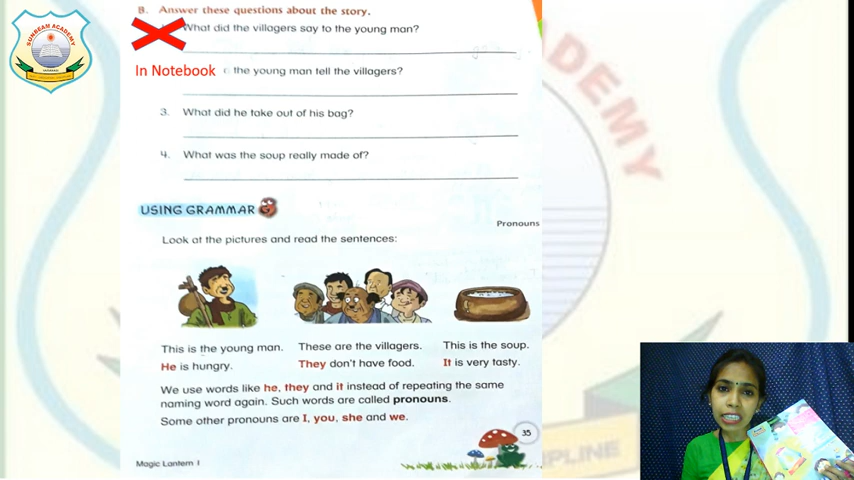 SUNBEAM ACADEMY
B. Answer these questions about the story.
What did the villagers say to the young man?
In Notebook
the young man tell the villagers?
3. What did he take out of his bag?
4. What was the soup really made of?
USING GRAMMAR
Pronouns
Look at the pictures and read the sentences:
This is the young man. These are the villagers. This is the soup.
He is hungry. They don't have food. It is very tasty.
We use words like he, they and it instead of repeating the same
naming word again. Such words are called pronouns.
Some other pronouns are I, you, she and we.
35
Magic Lantern 1
ADEMY
IPLINE